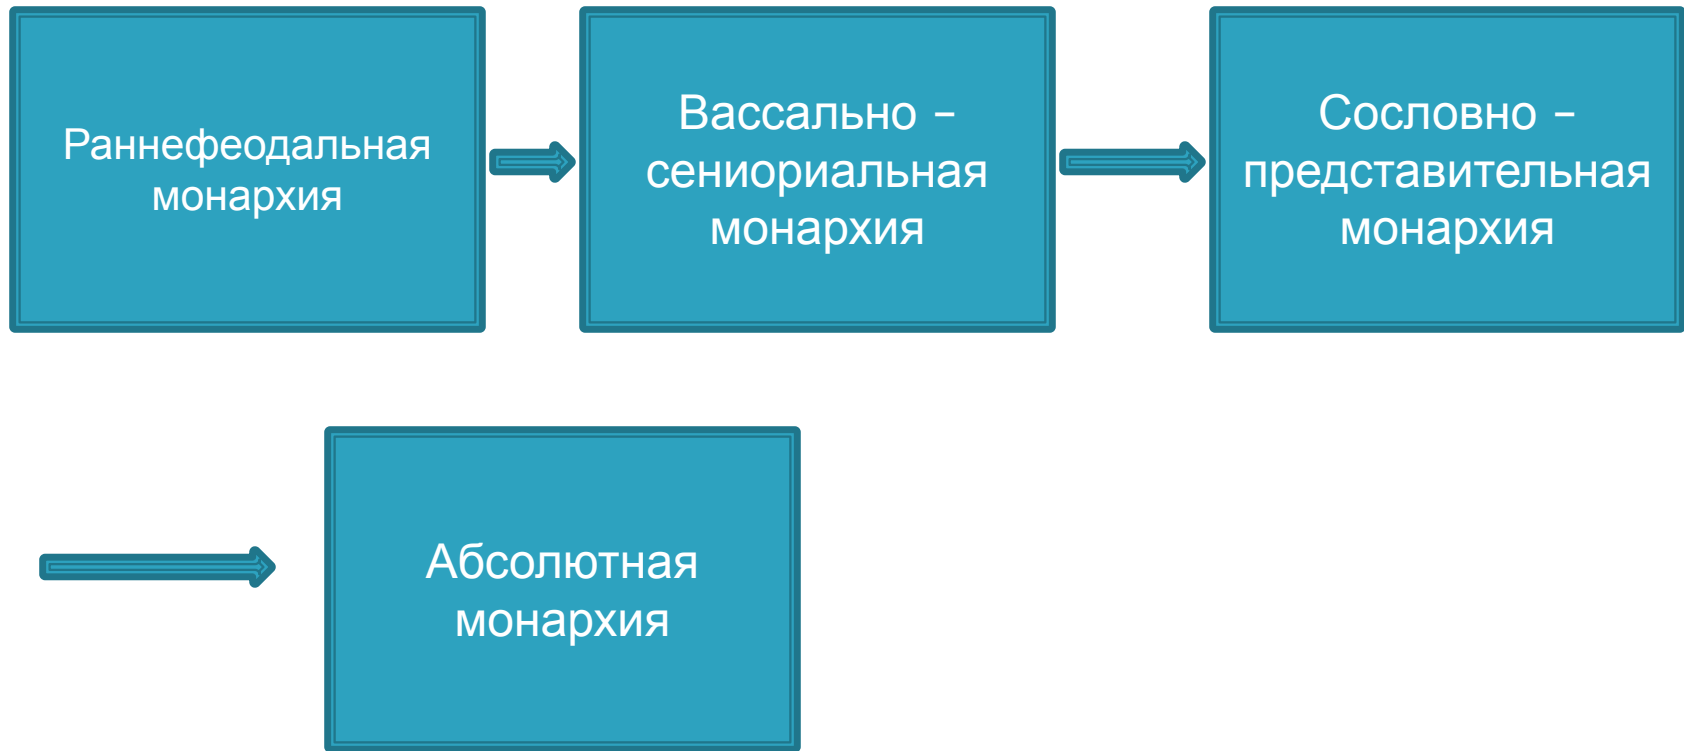 Раннефеодальная
монархия
Вассально –
сениориальная
монархия
Сословно –
представительная
монархия
Абсолютная
монархия